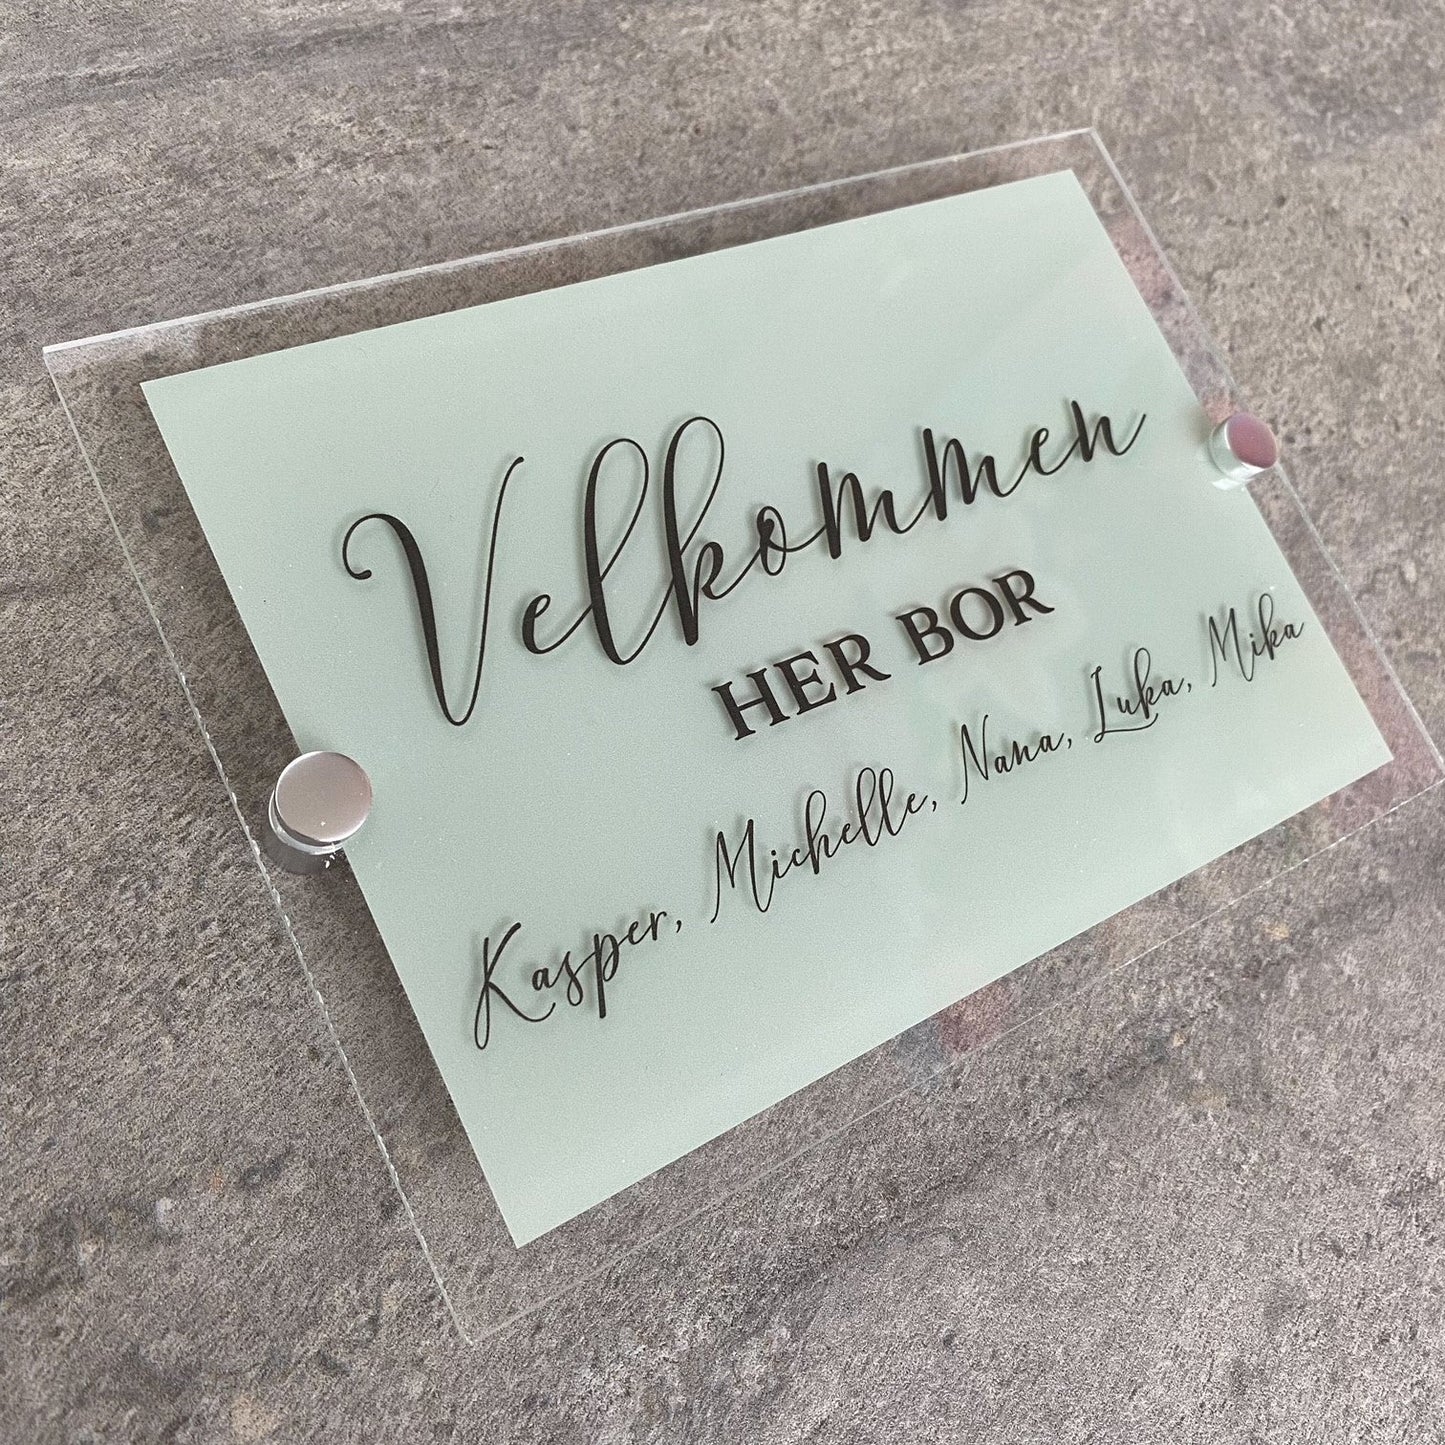 Velkommen
HER BOR
Kasper, Michelle, Nana, Luka, Mika